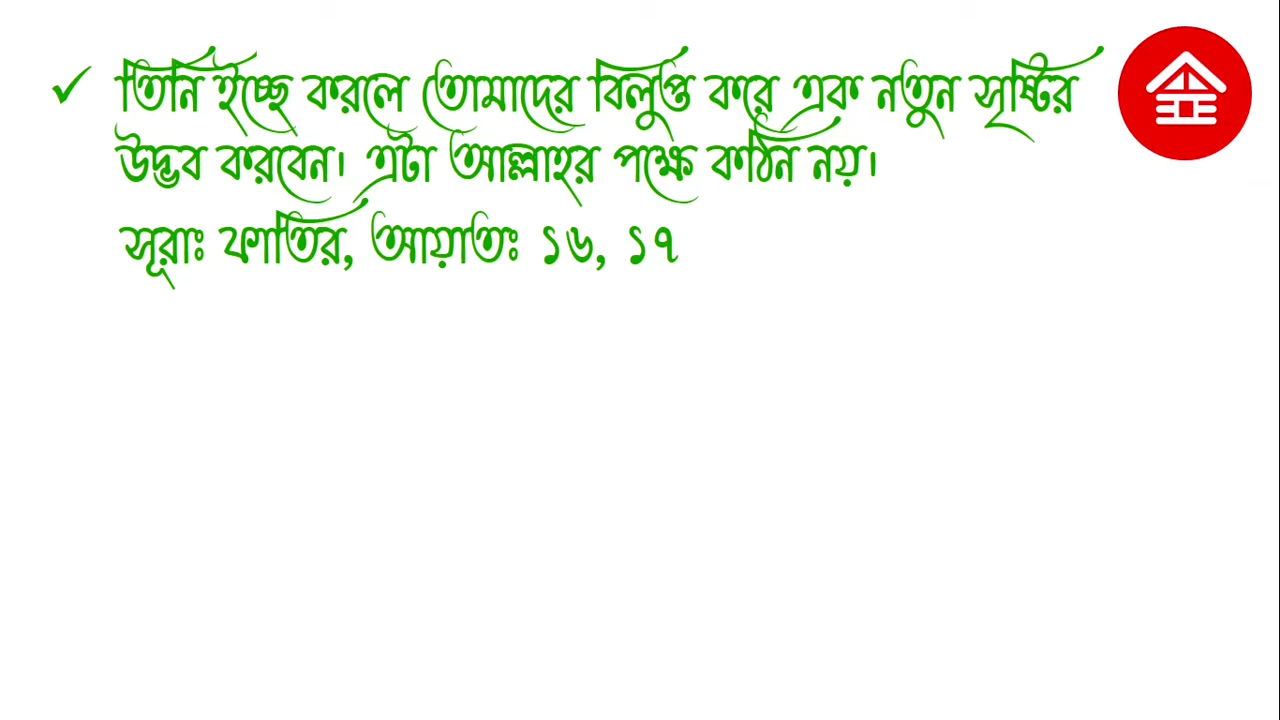 ✓ তিনি ইচ্ছে করলে তোমাদের বিলুপ্ত করে এক নতুন সৃষ্টির
উদ্ভব করবেন। এটা আল্লাহর পক্ষে কঠিন নয়।
সূরাঃ ফাতির, আয়াতঃ ১৬, ১৭